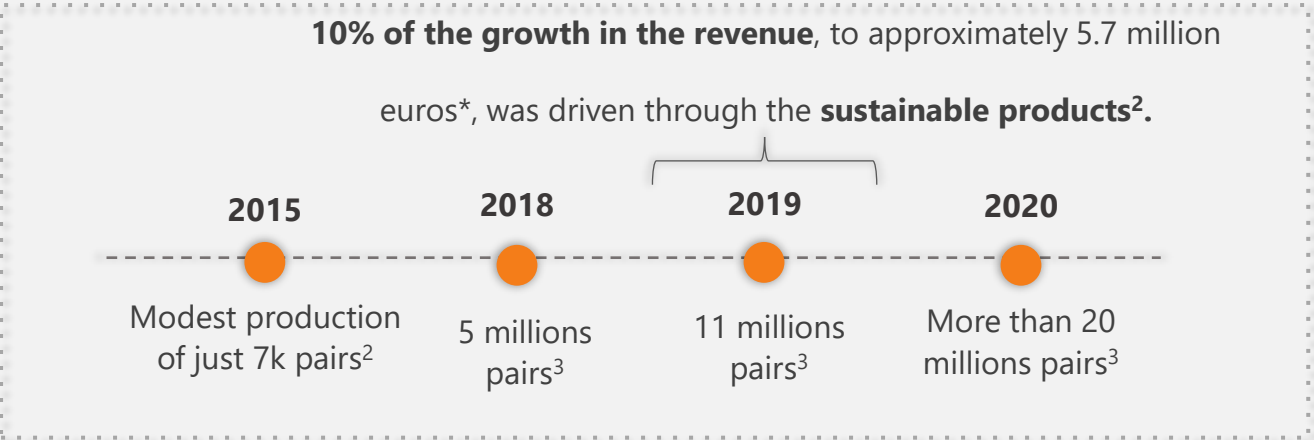 10% of the growth in the revenue, to approximately 5.7 million
euros*, was driven through the sustainable products².
2015
2018
2019
2020
Modest production
of just 7k pairs²
5 millions
pairs³
11 millions
pairs³
More than 20
millions pairs³